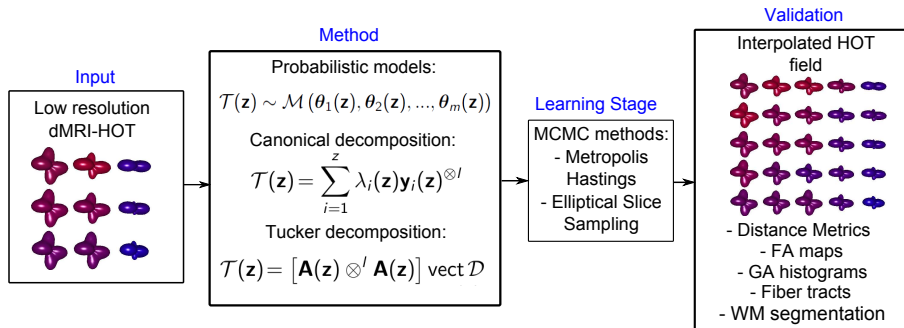 Input
Low resolution
dMRI-HOT
Method
Probabilistic models:
𝒯(𝐳) ∼ ℳ (𝜽₁(𝐳), 𝜽₂(𝐳), ..., 𝜽ₘ(𝐳))
Canonical decomposition:
𝒯(𝐳) = ∑_{i=1}^{z} λᵢ(𝐳)𝐲ᵢ(𝐳)^{⊗l}
Tucker decomposition:
𝒯(𝐳) = [𝐀(𝐳) ⊗^l 𝐀(𝐳)] vect 𝒟
Learning Stage
MCMC methods:
- Metropolis
Hastings
- Elliptical Slice
Sampling
Validation
Interpolated HOT
field
- Distance Metrics
- FA maps
- GA histograms
- Fiber tracts
- WM segmentation